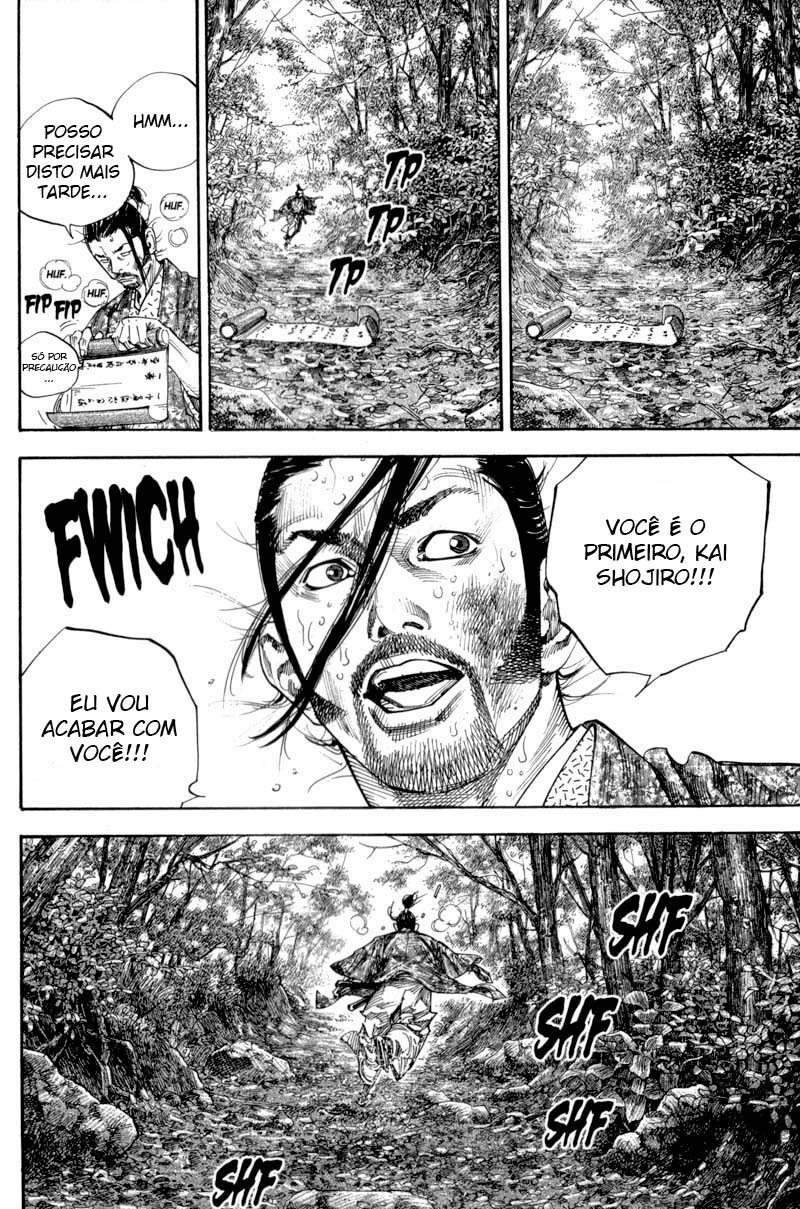 TP
TP
TP
HMM...
POSSO
PRECISAR
DISTO MAIS
TARDE...
HUF.
HUF.
HUF.
FIP FIP
SÓ POR
PRECAUÇÃO
...
VOCÊ É O
PRIMEIRO, KAI
SHOJIRO!!!
FWICH
EU VOU
ACABAR COM
VOCÊ!!!
SHF
SHF
SHF
SHF